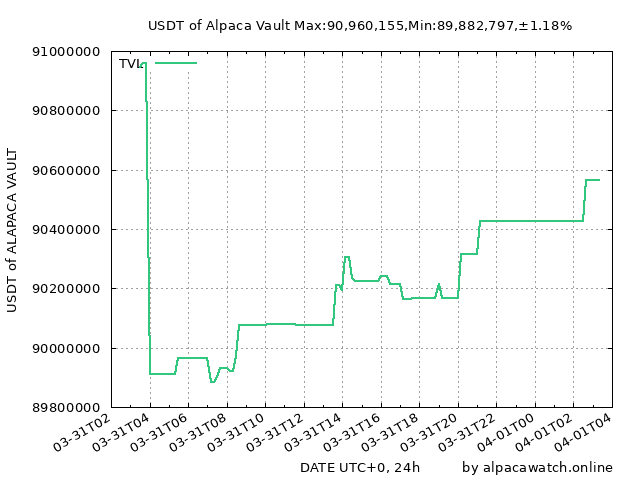 USDT of Alpaca Vault Max:90,960,155,Min:89,882,797,±1.18%
TVL
91000000
90800000
90600000
90400000
90200000
90000000
89800000
USDT of ALAPACA VAULT
03-31T02
03-31T04
03-31T06
03-31T08
03-31T10
03-31T12
03-31T14
03-31T16
03-31T18
03-31T20
03-31T22
04-01T00
04-01T02
04-01T04
DATE UTC+0, 24h
by alpacawatch.online